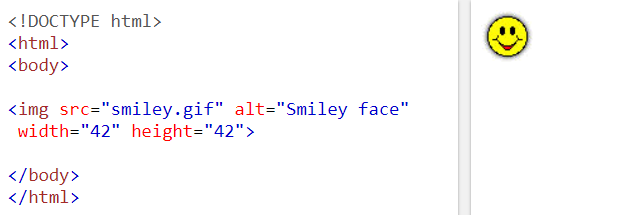 <!DOCTYPE html>
<html>
<body>
<img src="smiley.gif" alt="Smiley face"
width="42" height="42">
</body>
</html>